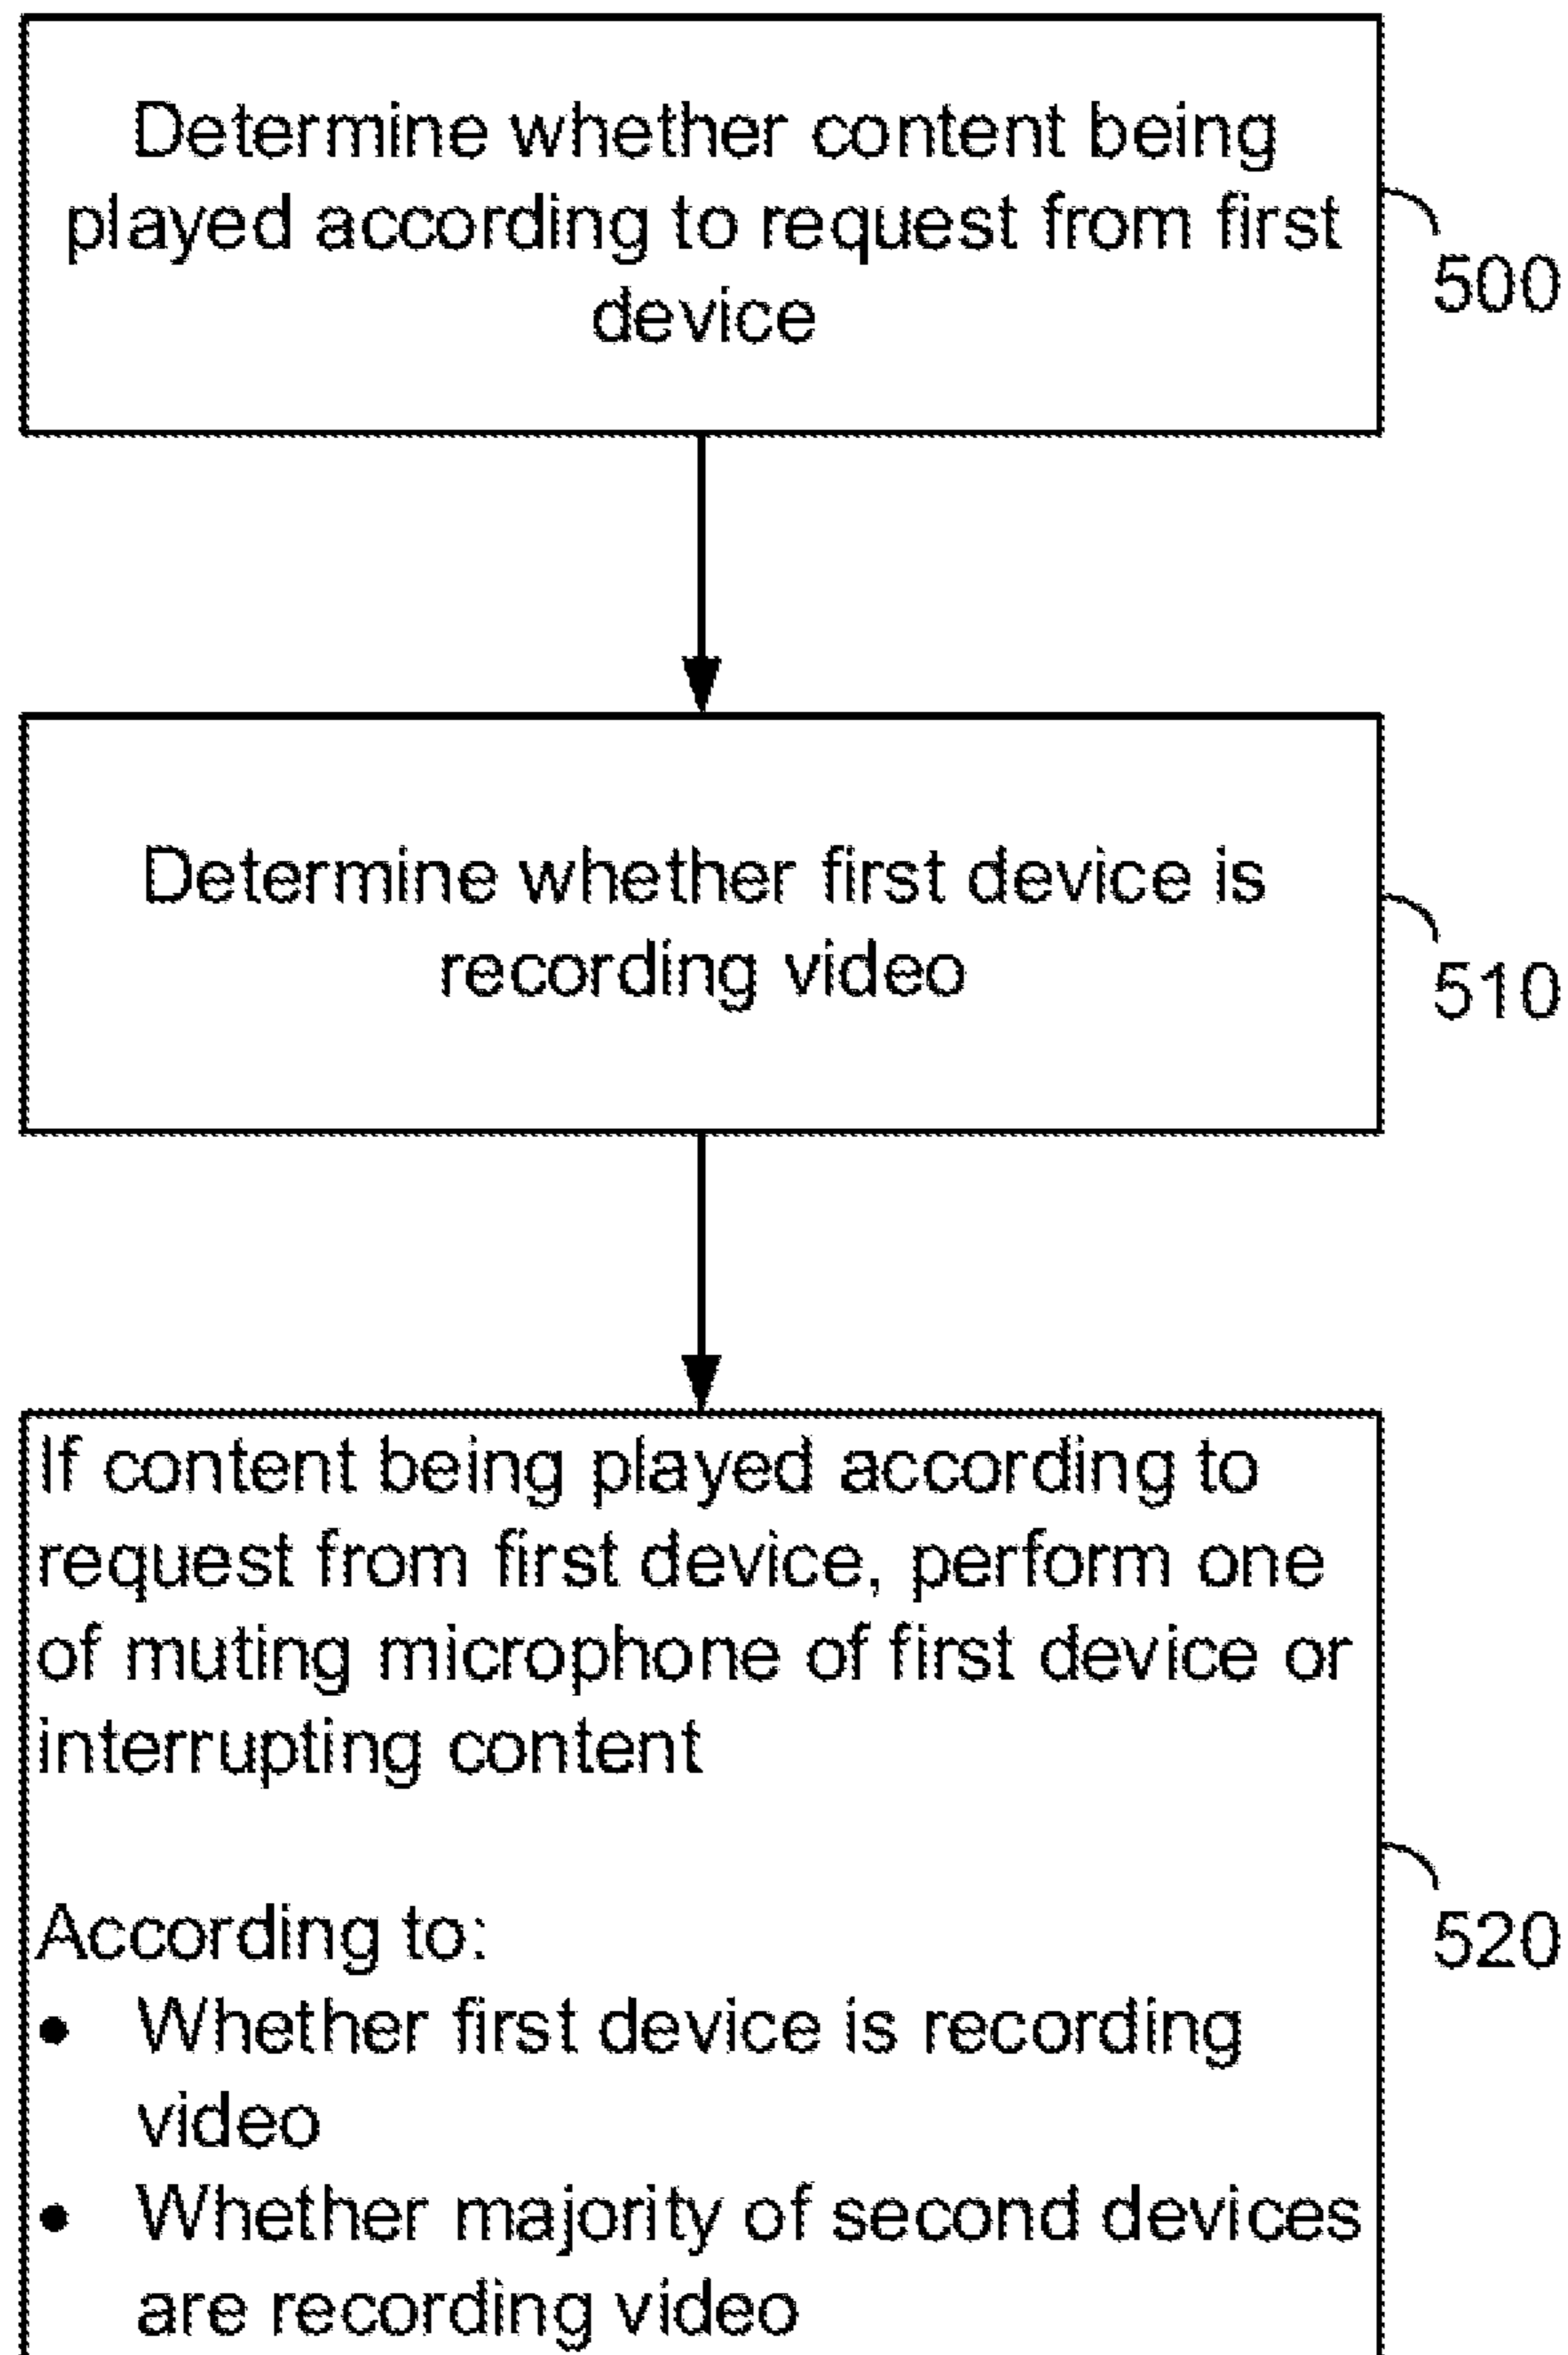 Determine whether content being
played according to request from first
device
500
Determine whether first device is
recording video
510
If content being played according to
request from first device, perform one
of muting microphone of first device or
interrupting content
According to:
• Whether first device is recording
video
• Whether majority of second devices
are recording video
520